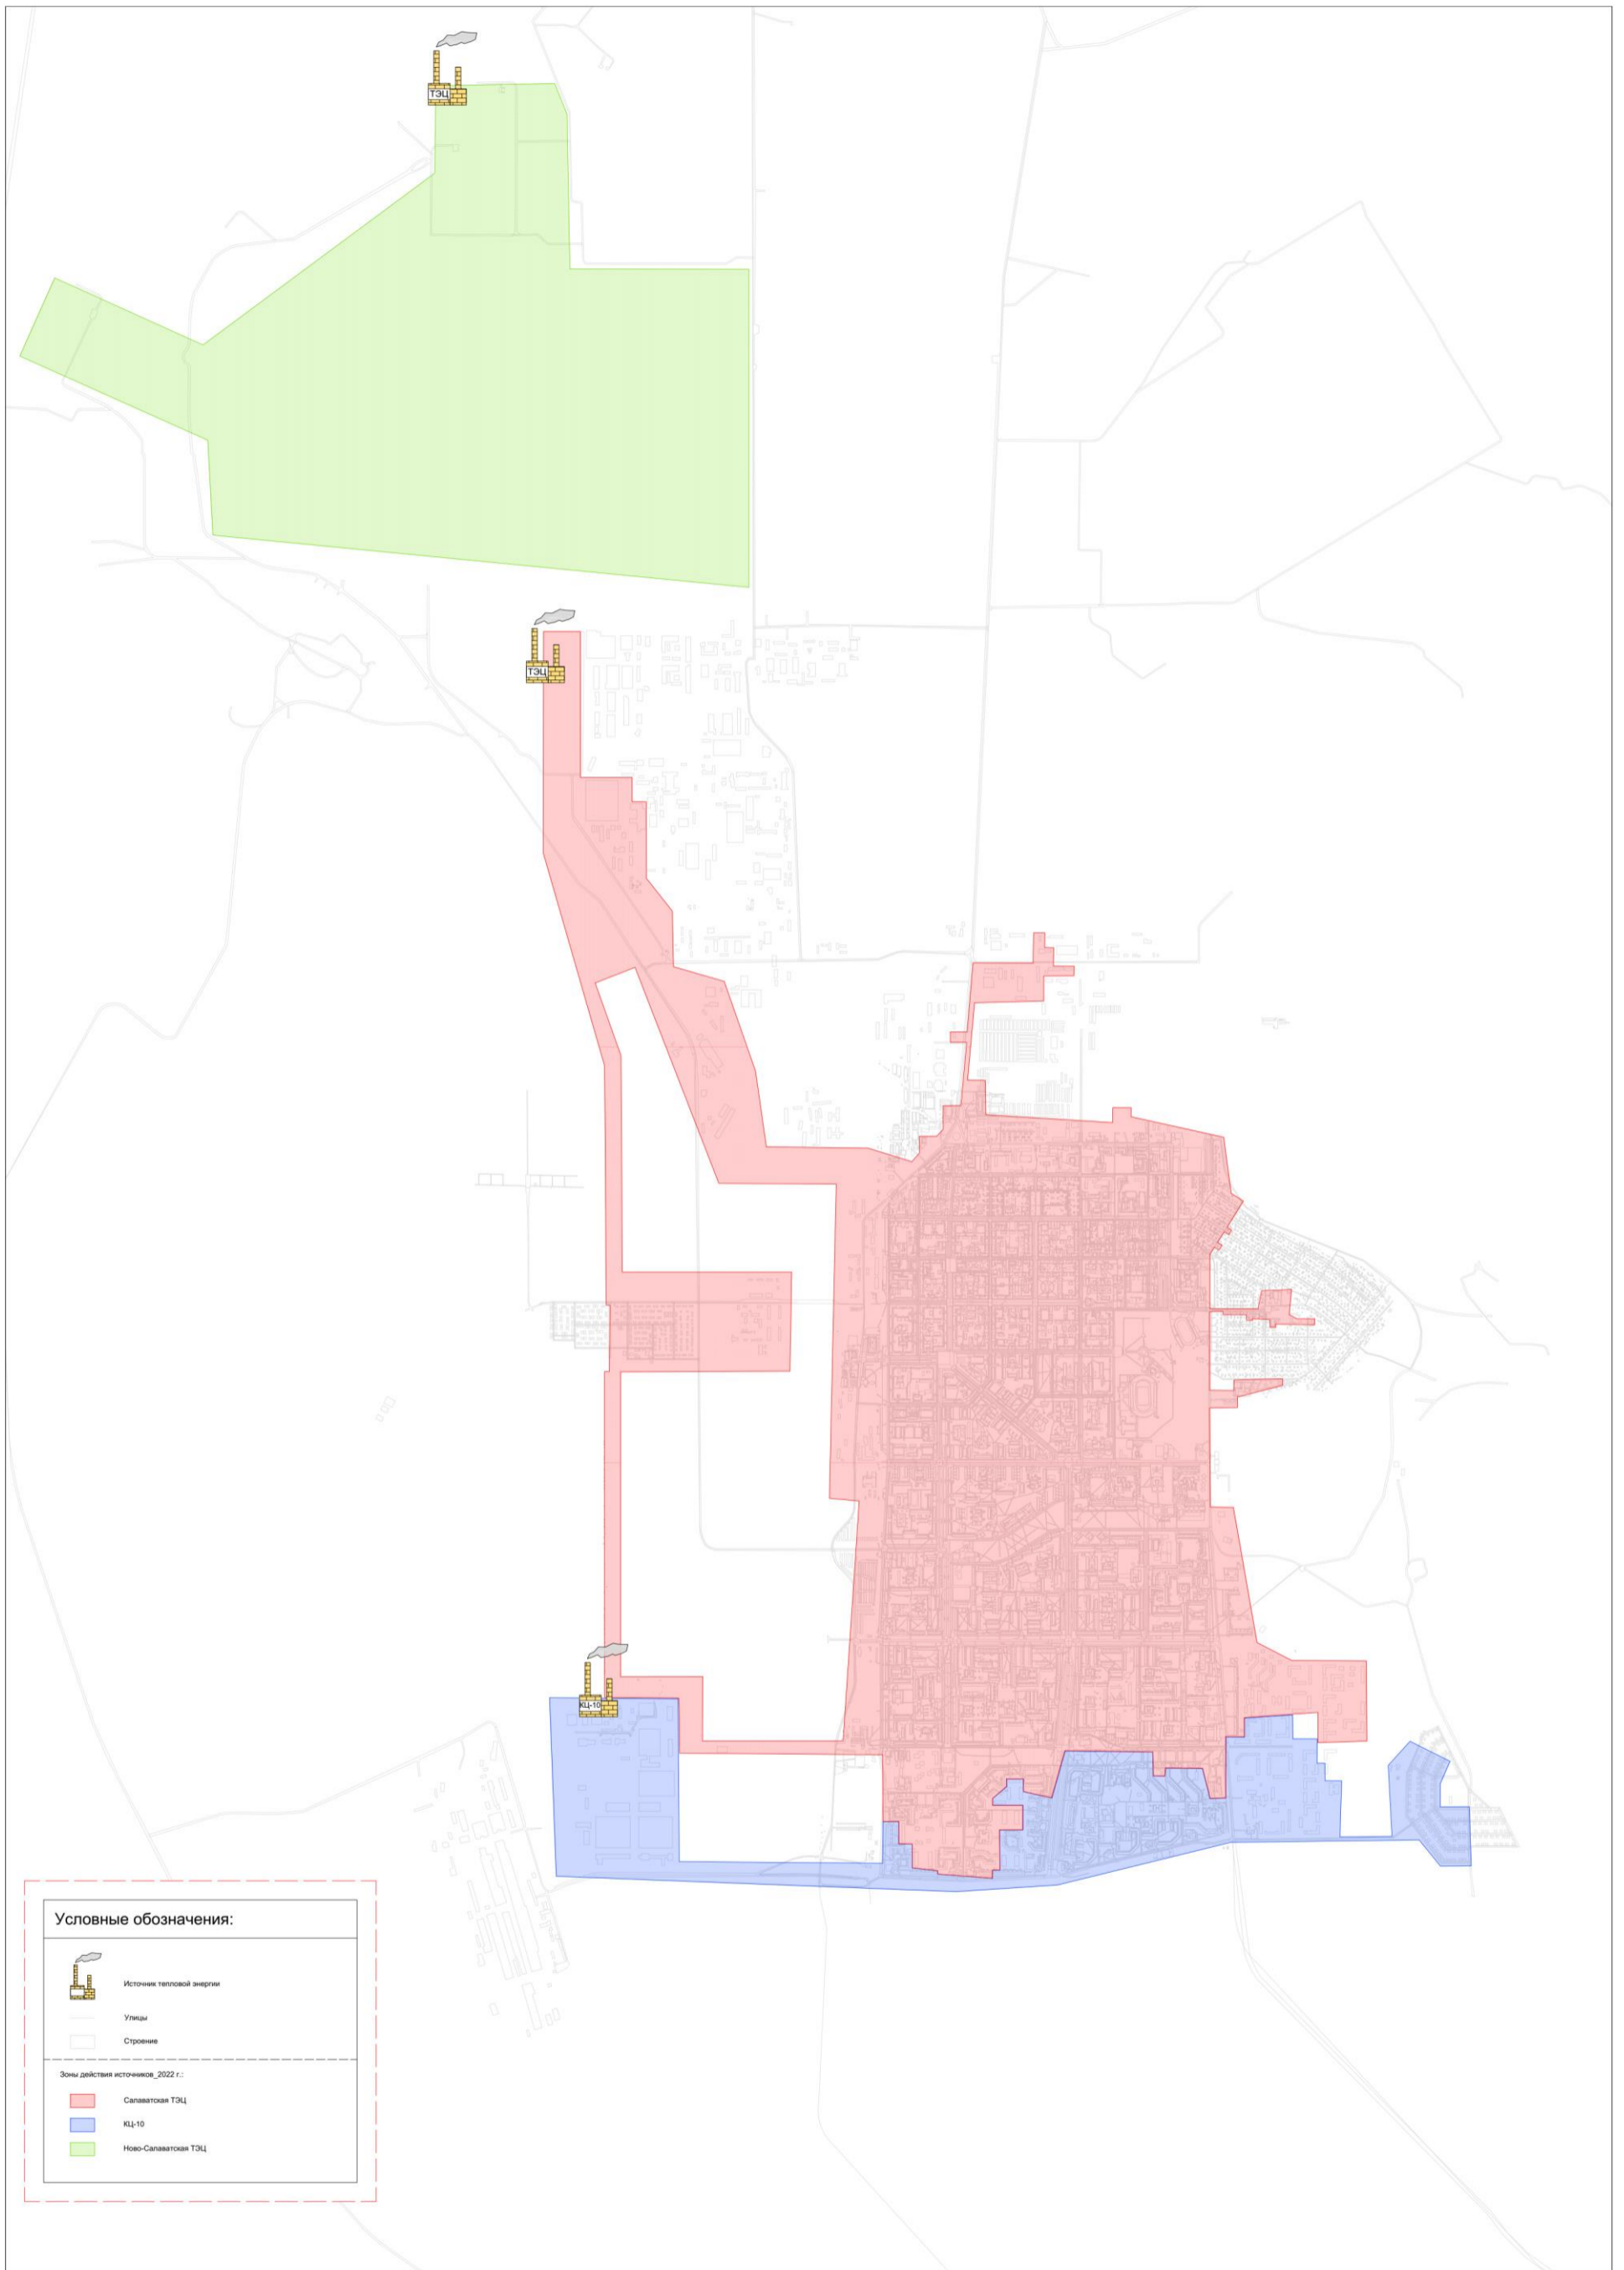 ТЭЦ
ТЭЦ
КЦ-10
Условные обозначения:
Источник тепловой энергии
Улицы
Строение
Зоны действия источников_2022 г.:
Салаватская ТЭЦ
КЦ-10
Ново-Салаватская ТЭЦ